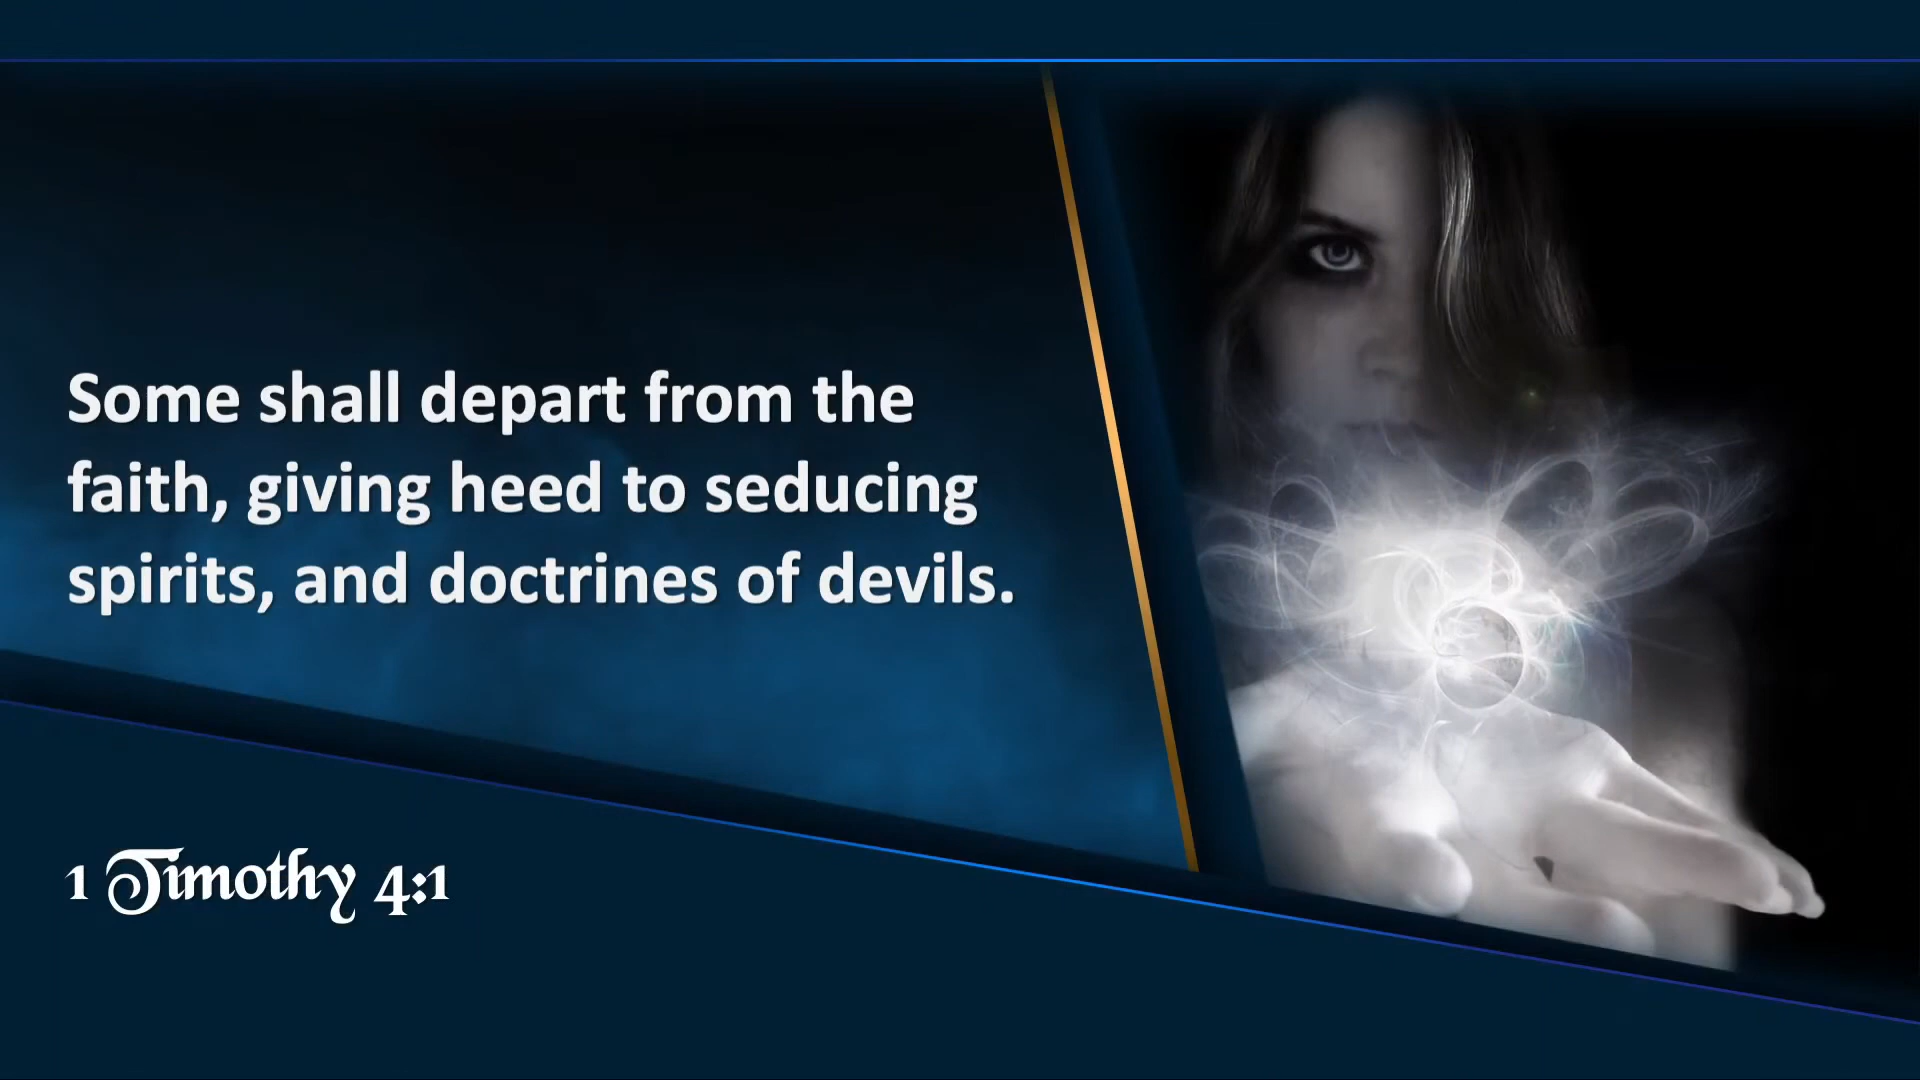 Some shall depart from the
faith, giving heed to seducing
spirits, and doctrines of devils.
1 Timothy 4:1